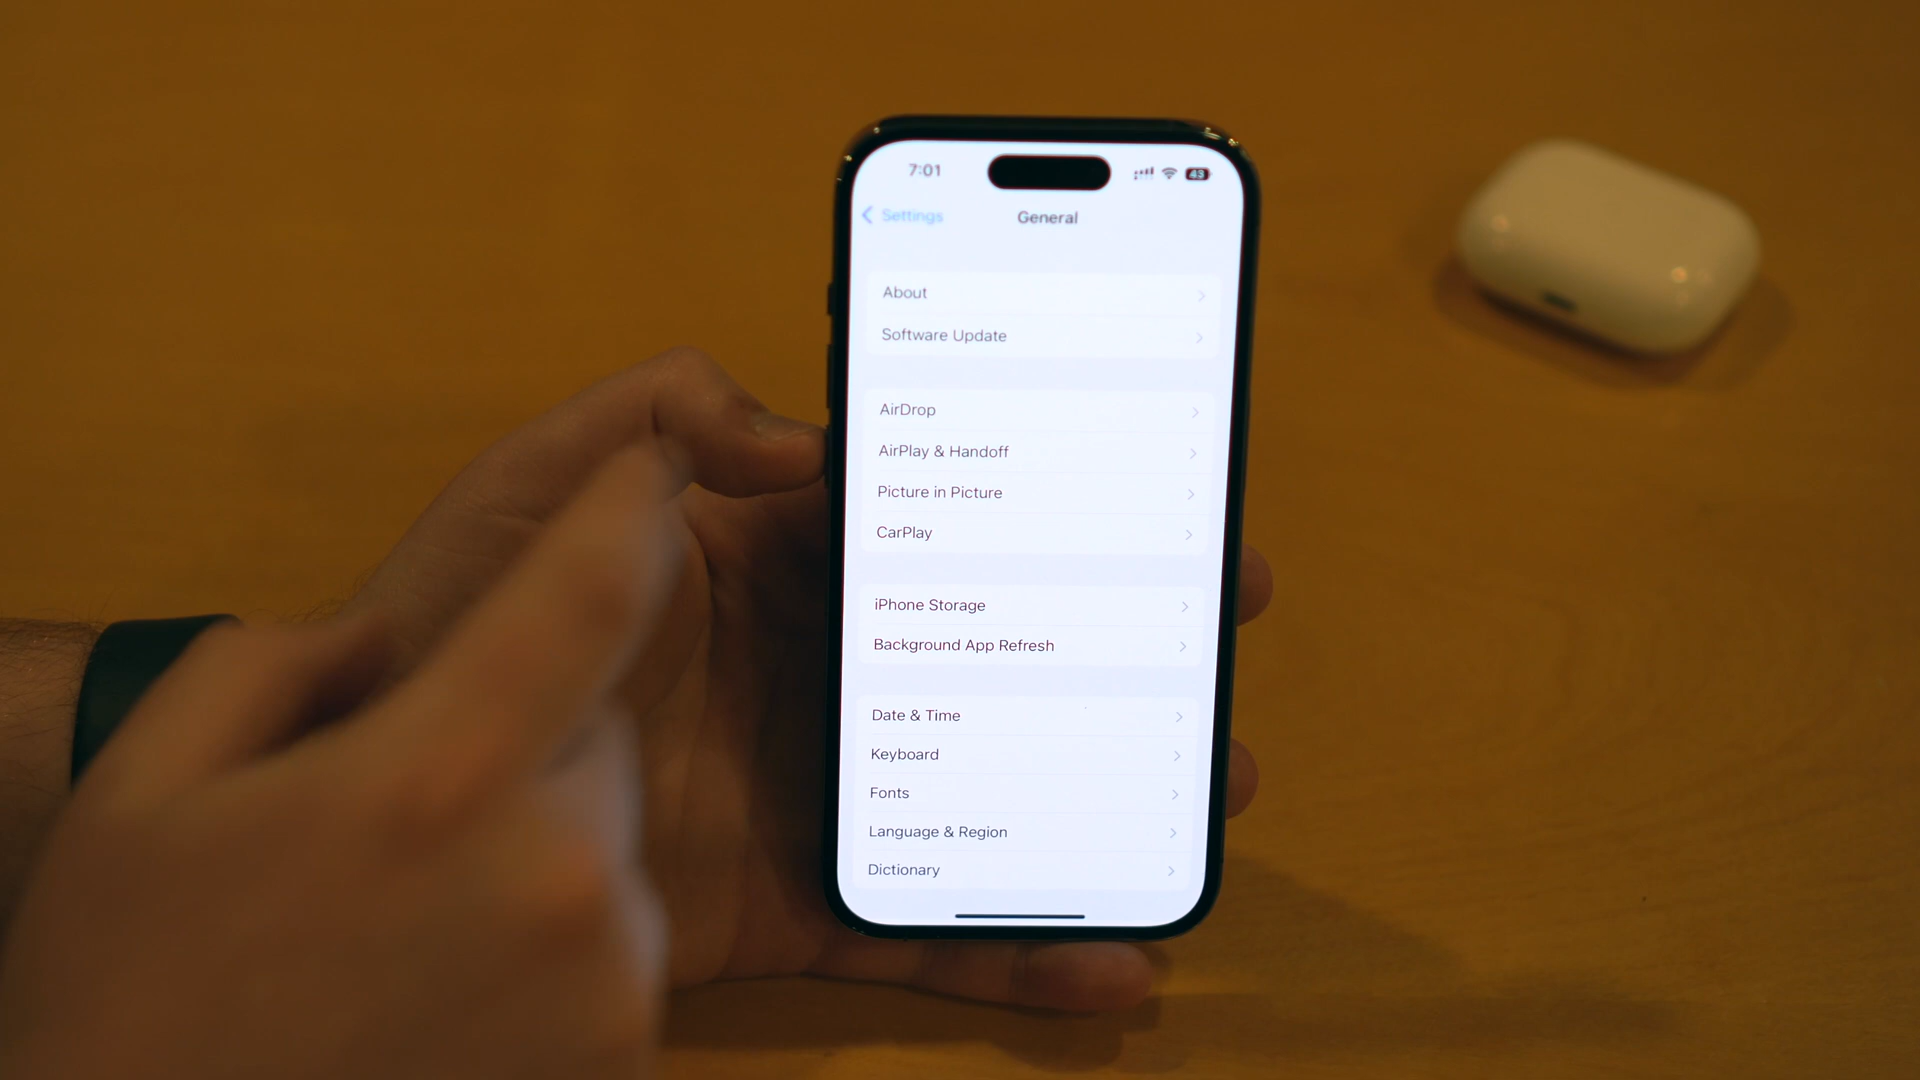 7:01
43
Settings
General
About
Software Update
AirDrop
AirPlay & Handoff
Picture in Picture
CarPlay
iPhone Storage
Background App Refresh
Date & Time
Keyboard
Fonts
Language & Region
Dictionary